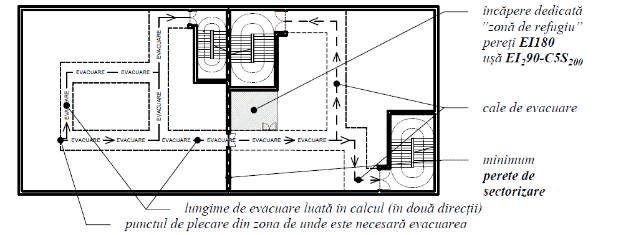 încăpere dedicată
"zonă de refugiu"
pereți EI180
ușă EI₂90-C5S₂₀₀
EVACUARE
EVACUARE
EVACUARE
EVACUARE
EVACUARE
EVACUARE
EVACUARE
EVACUARE
EVACUARE
EVACUARE
EVACUARE
cale de evacuare
minimum
perete de
sectorizare
lungime de evacuare luată în calcul (în două direcții)
punctul de plecare din zona de unde este necesară evacuarea